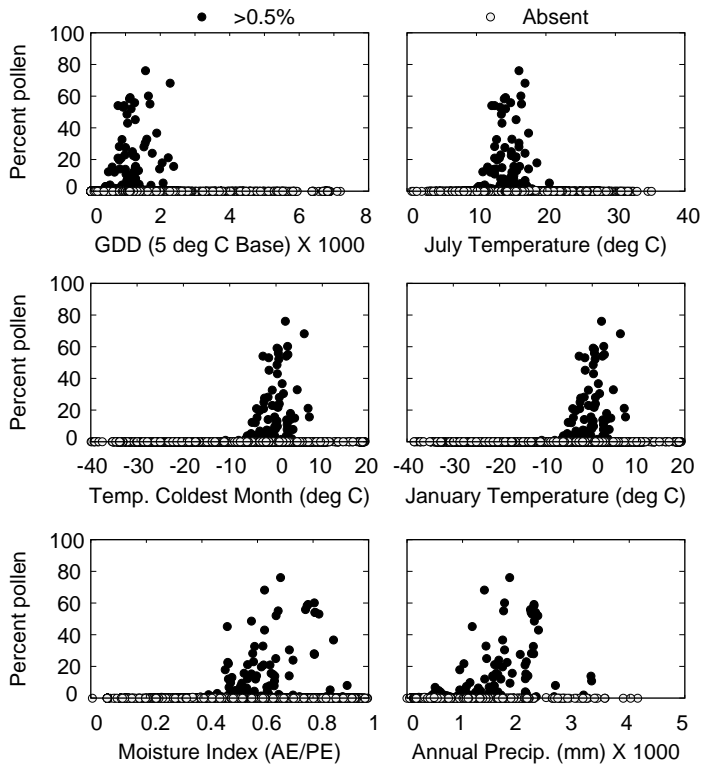 ● >0.5% ○ Absent
100
80
60
40
20
0
Percent pollen
0 2 4 6 8
GDD (5 deg C Base) X 1000
0 10 20 30 40
July Temperature (deg C)
100
80
60
40
20
0
Percent pollen
-40 -30 -20 -10 0 10 20
Temp. Coldest Month (deg C)
-40 -30 -20 -10 0 10 20
January Temperature (deg C)
100
80
60
40
20
0
Percent pollen
0 0.2 0.4 0.6 0.8 1
Moisture Index (AE/PE)
0 1 2 3 4 5
Annual Precip. (mm) X 1000